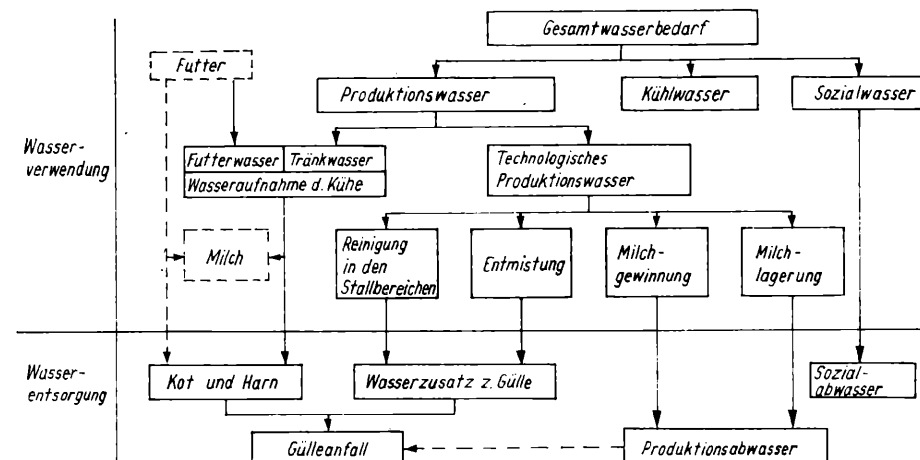 Gesamtwasserbedarf
Futter
Produktionswasser
Kühlwasser
Sozialwasser
Wasser-
verwendung
Futterwasser
Tränkwasser
Wasseraufnahme d. Kühe
Technologisches
Produktionswasser
Milch
Reinigung
in den
Stallbereichen
Entmistung
Milch-
gewinnung
Milch-
lagerung
Wasser-
entsorgung
Kot und Harn
Wasserzusatz z. Gülle
Sozial-
abwasser
Gülleanfall
Produktionsabwasser